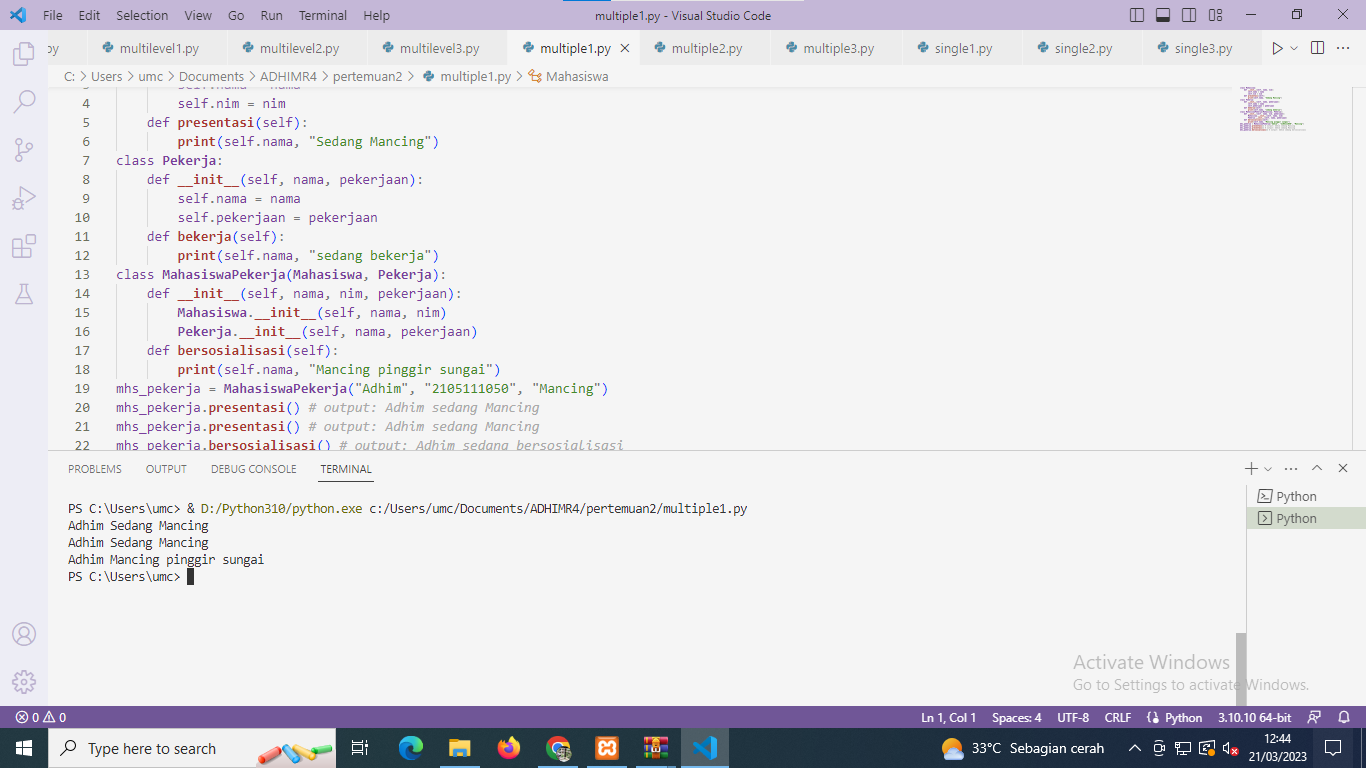 File Edit Selection View Go Run Terminal Help multiple1.py - Visual Studio Code
py multilevel1.py multilevel2.py multilevel3.py multiple1.py multiple2.py multiple3.py single1.py single2.py single3.py
C: > Users > umc > Documents > ADHIMR4 > pertemuan2 > multiple1.py > Mahasiswa
3 self.nama = nama
4 self.nim = nim
5 def presentasi(self):
6 print(self.nama, "Sedang Mancing")
7 class Pekerja:
8 def __init__(self, nama, pekerjaan):
9 self.nama = nama
10 self.pekerjaan = pekerjaan
11 def bekerja(self):
12 print(self.nama, "sedang bekerja")
13 class MahasiswaPekerja(Mahasiswa, Pekerja):
14 def __init__(self, nama, nim, pekerjaan):
15 Mahasiswa.__init__(self, nama, nim)
16 Pekerja.__init__(self, nama, pekerjaan)
17 def bersosialisasi(self):
18 print(self.nama, "Mancing pinggir sungai")
19 mhs_pekerja = MahasiswaPekerja("Adhim", "2105111050", "Mancing")
20 mhs_pekerja.presentasi() # output: Adhim sedang Mancing
21 mhs_pekerja.presentasi() # output: Adhim sedang Mancing
22 mhs_pekerja.bersosialisasi() # output: Adhim sedang bersosialisasi
PROBLEMS OUTPUT DEBUG CONSOLE TERMINAL
PS C:\Users\umc> & D:/Python310/python.exe c:/Users/umc/Documents/ADHIMR4/pertemuan2/multiple1.py
Adhim Sedang Mancing
Adhim Sedang Mancing
Adhim Mancing pinggir sungai
PS C:\Users\umc>
Python
Python
Activate Windows
Go to Settings to activate Windows.
0 0 Ln 1, Col 1 Spaces: 4 UTF-8 CRLF Python 3.10.10 64-bit
Type here to search 33°C Sebagian cerah 12:44
21/03/2023